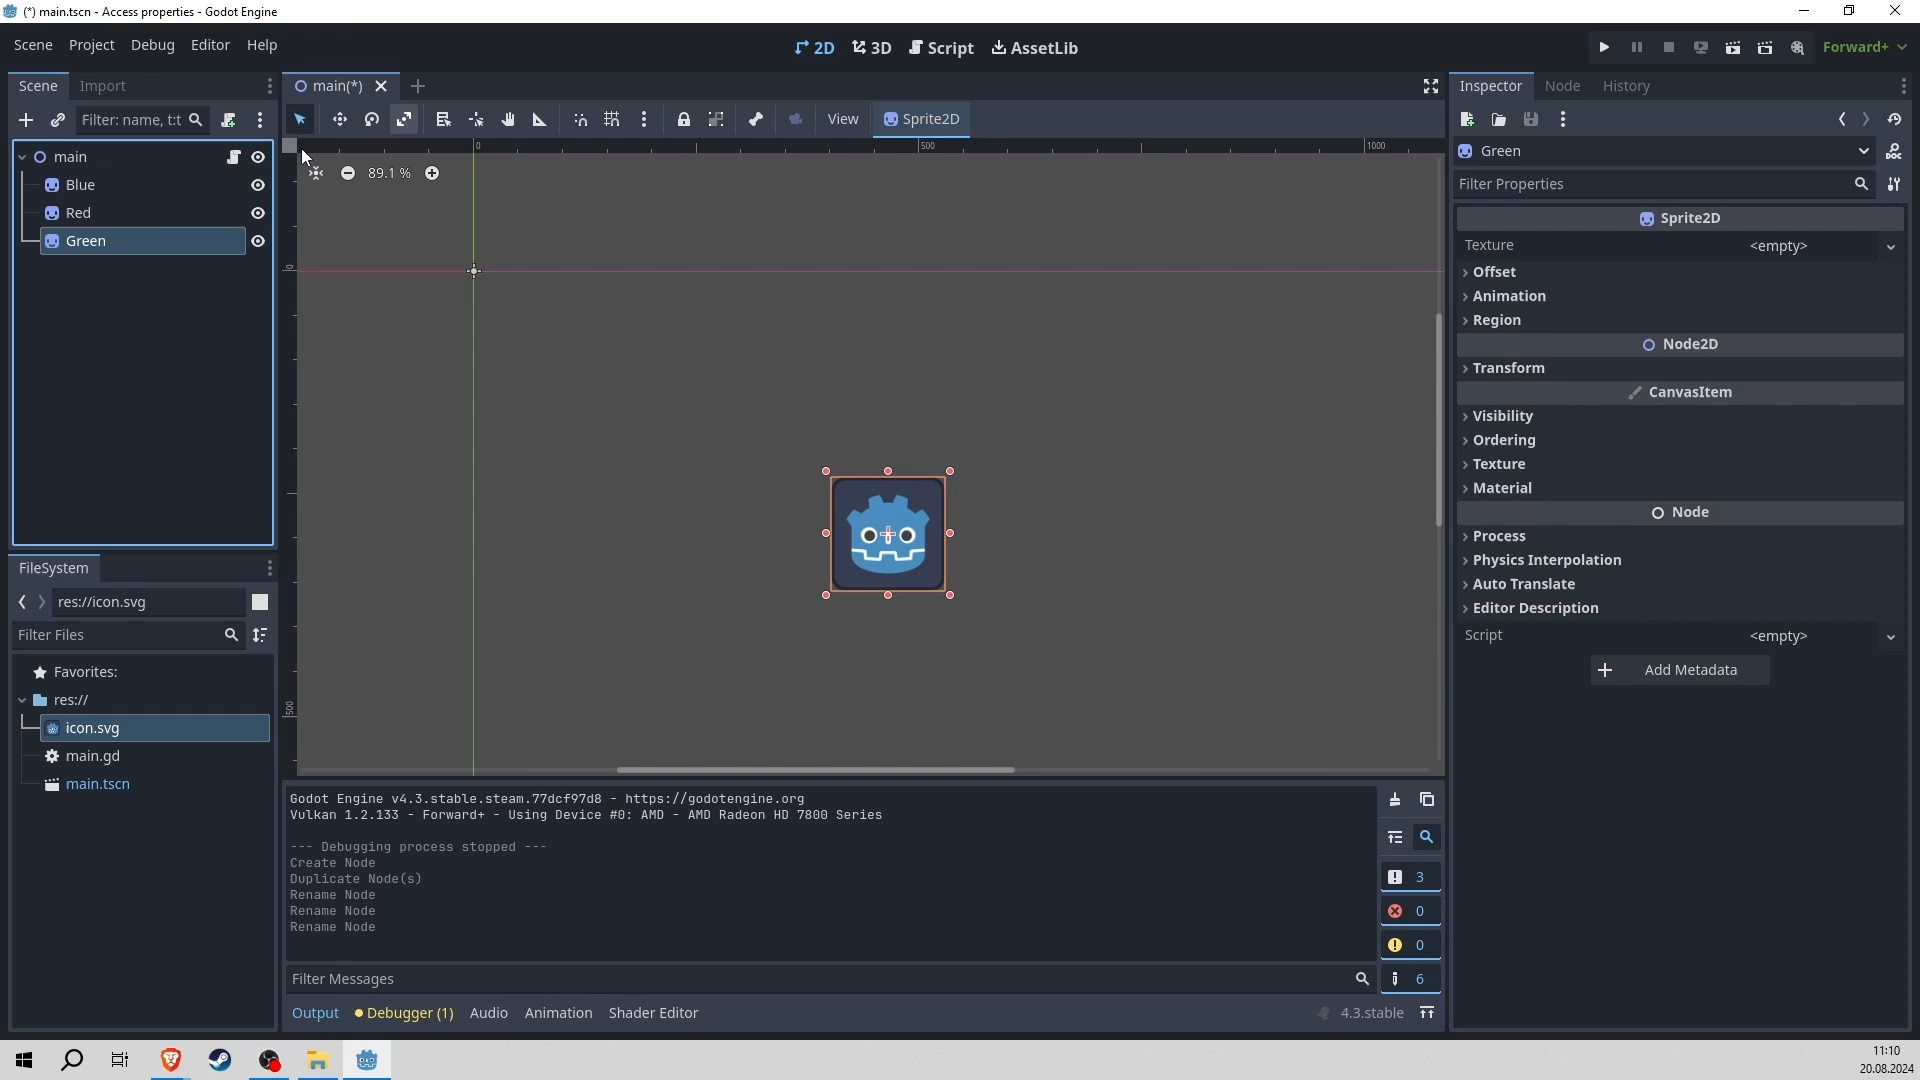 (*) main.tscn - Access properties - Godot Engine
Scene Project Debug Editor Help
2D 3D Script AssetLib
Forward+
Scene Import
main(*)
Inspector Node History
Filter: name, t:t
View Sprite2D
main
Blue
Red
Green
0
500
1000
89.1 %
0
500
Green
Filter Properties
Sprite2D
Texture <empty>
Offset
Animation
Region
Node2D
Transform
CanvasItem
Visibility
Ordering
Texture
Material
Node
Process
Physics Interpolation
Auto Translate
Editor Description
Script <empty>
Add Metadata
FileSystem
res://icon.svg
Filter Files
Favorites:
res://
icon.svg
main.gd
main.tscn
Godot Engine v4.3.stable.steam.77dcf97d8 - https://godotengine.org
Vulkan 1.2.133 - Forward+ - Using Device #0: AMD - AMD Radeon HD 7800 Series
--- Debugging process stopped ---
Create Node
Duplicate Node(s)
Rename Node
Rename Node
Rename Node
3
0
0
6
Filter Messages
Output Debugger (1) Audio Animation Shader Editor
4.3.stable
11:10
20.08.2024